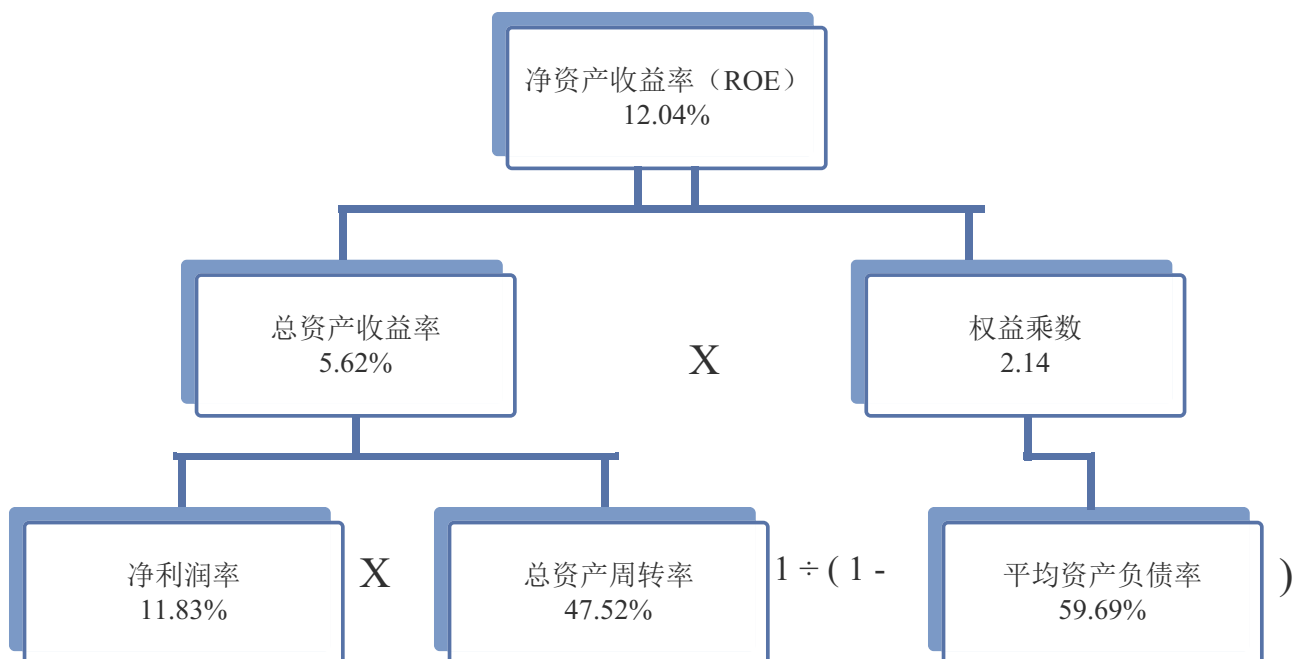 净资产收益率（ROE）
12.04%
总资产收益率
5.62%
X
权益乘数
2.14
净利润率
11.83%
X
总资产周转率
47.52%
1 ÷ ( 1 -
平均资产负债率
59.69%
)